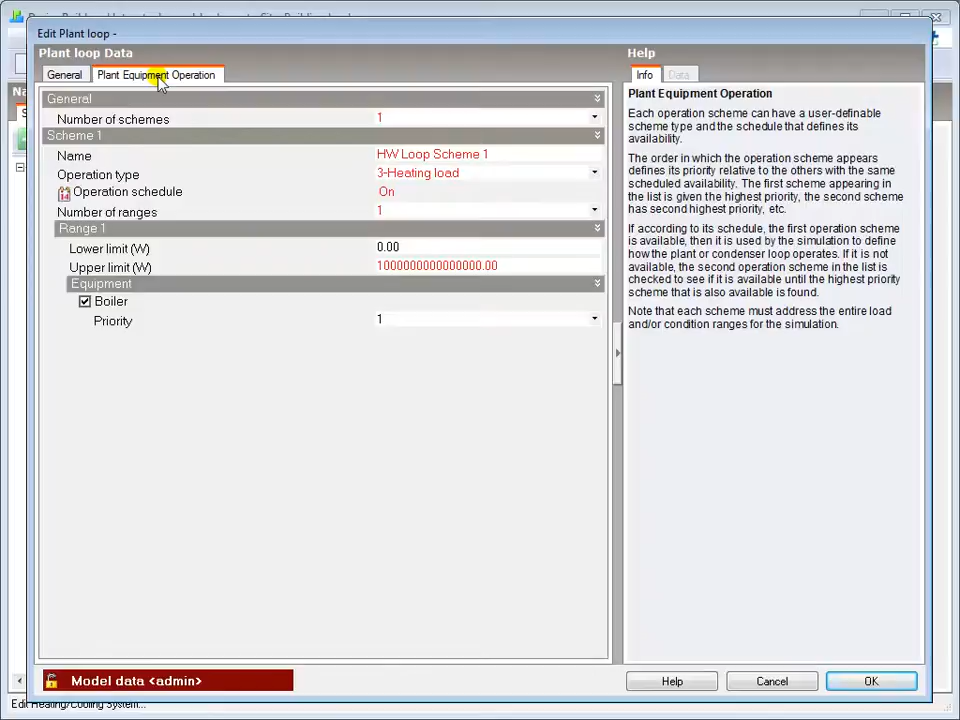 Edit Plant loop -
Plant loop Data
General
Plant Equipment Operation
General
Number of schemes
1
Scheme 1
Name
HW Loop Scheme 1
Operation type
3-Heating load
Operation schedule
On
Number of ranges
1
Range 1
Lower limit (W)
0.00
Upper limit (W)
1000000000000000.00
Equipment
Boiler
Priority
1
Help
Info
Data
Plant Equipment Operation
Each operation scheme can have a user-definable
scheme type and the schedule that defines its
availability.
The order in which the operation scheme appears
defines its priority relative to the others with the same
scheduled availability. The first scheme appearing in
the list is given the highest priority, the second scheme
has second highest priority, etc.
If according to its schedule, the first operation scheme
is available, then it is used by the simulation to define
how the plant or condenser loop operates. If it is not
available, the second operation scheme in the list is
checked to see if it is available until the highest priority
scheme that is also available is found.
Note that each scheme must address the entire load
and/or condition ranges for the simulation.
Model data <admin>
Help
Cancel
OK
Edit Heating/Cooling System...